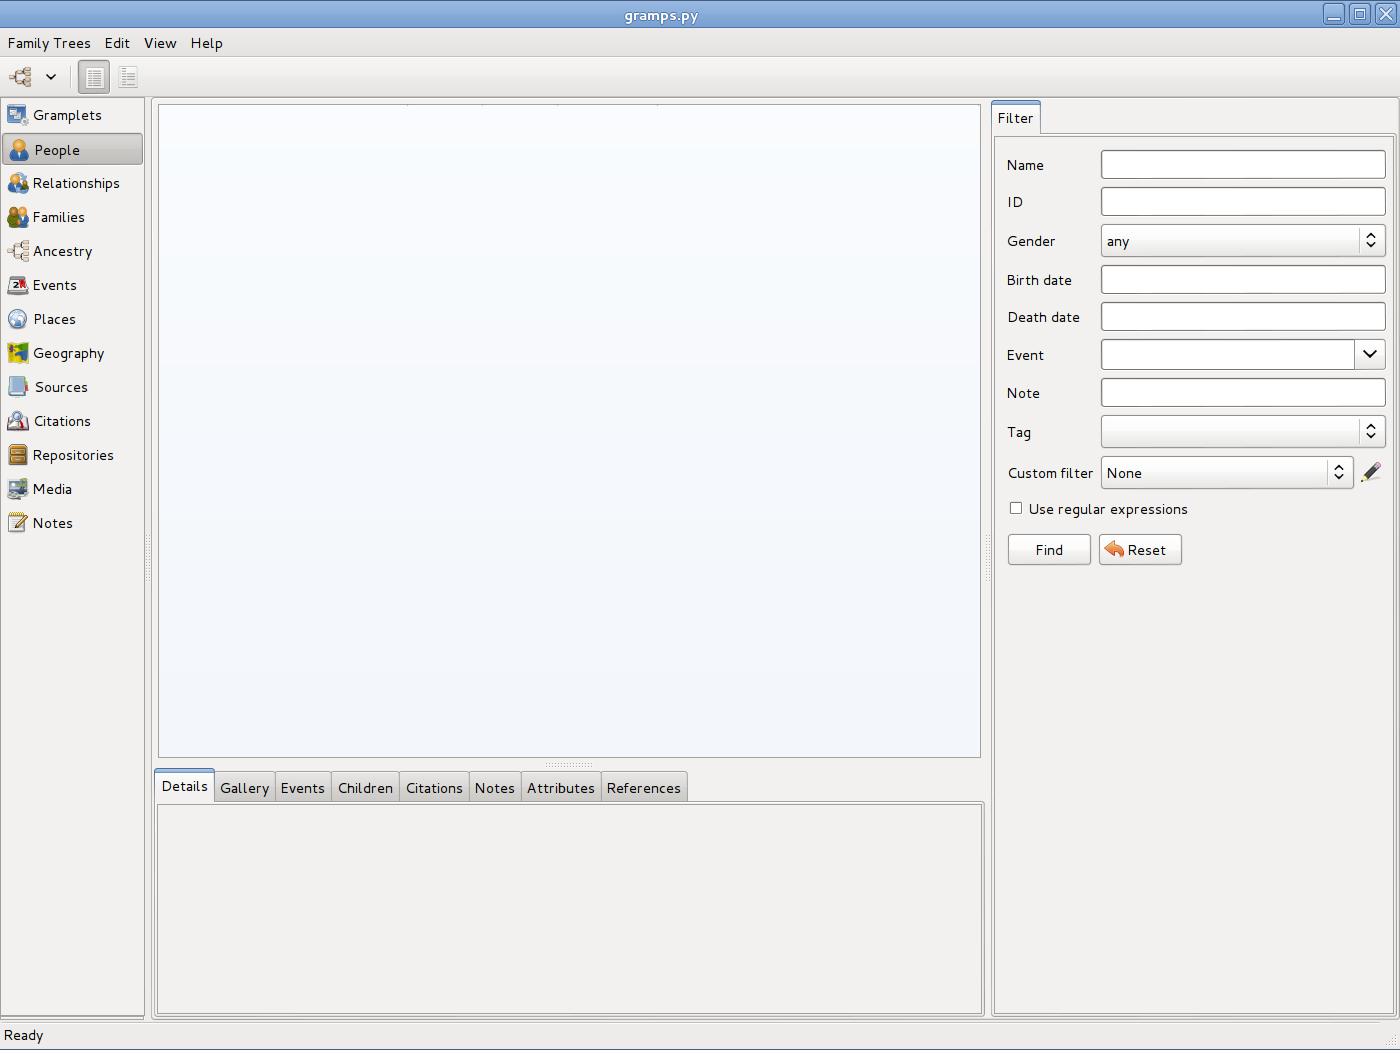 gramps.py
Family Trees Edit View Help
Gramplets
People
Relationships
Families
Ancestry
Events
Places
Geography
Sources
Citations
Repositories
Media
Notes
Filter
Name
ID
Gender any
Birth date
Death date
Event
Note
Tag
Custom filter None
Use regular expressions
Find Reset
Details Gallery Events Children Citations Notes Attributes References
Ready